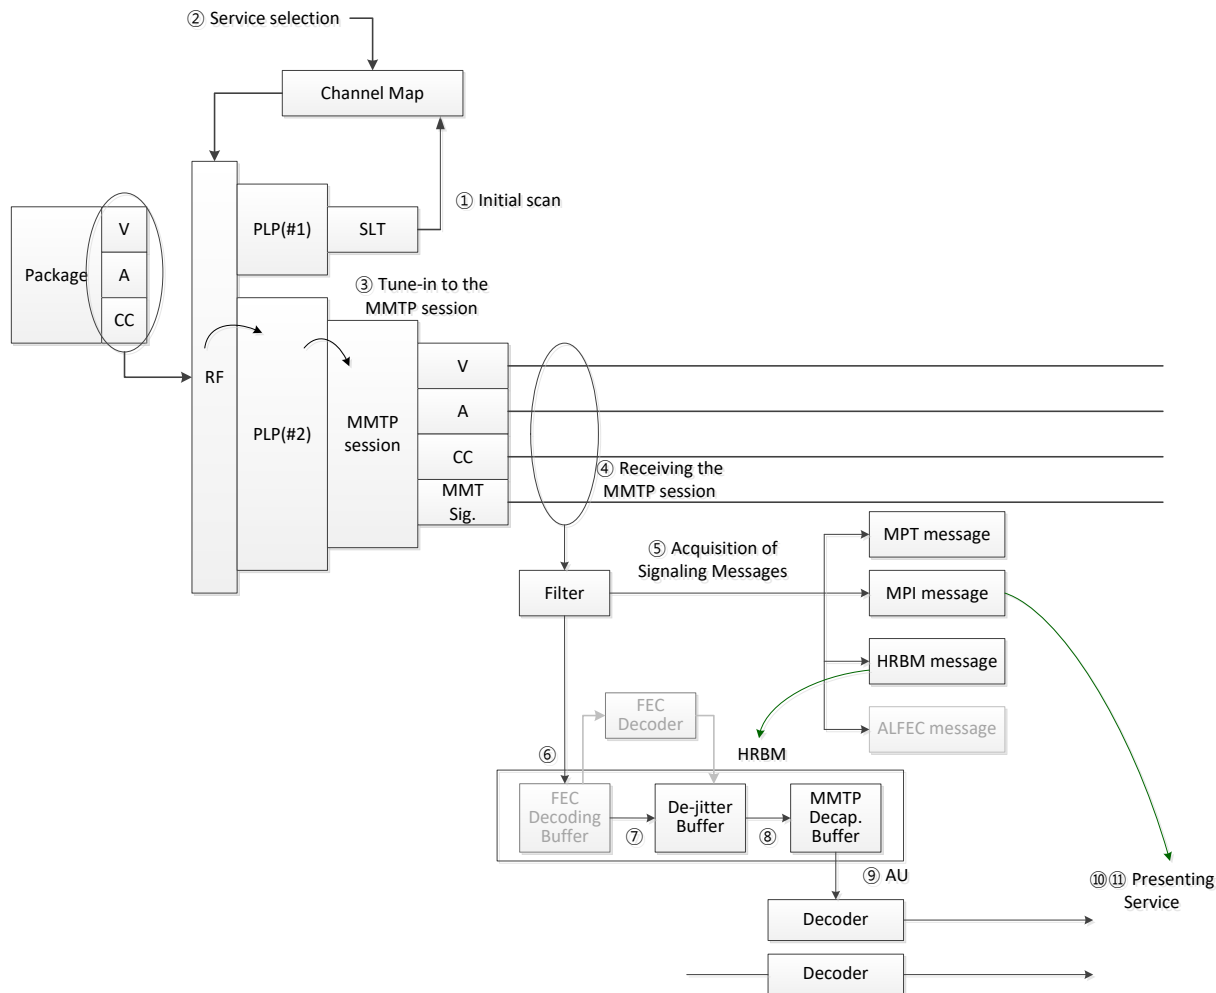 ② Service selection
Channel Map
① Initial scan
PLP(#1)
SLT
Package
V
A
CC
③ Tune-in to the
MMTP session
RF
PLP(#2)
MMTP
session
V
A
CC
MMT
Sig.
④ Receiving the
MMTP session
⑤ Acquisition of
Signaling Messages
Filter
MPT message
MPI message
HRBM message
ALFEC message
FEC
Decoder
HRBM
⑥
FEC
Decoding
Buffer
⑦
De-jitter
Buffer
⑧
MMTP
Decap.
Buffer
⑨ AU
⑩⑪ Presenting
Service
Decoder
Decoder